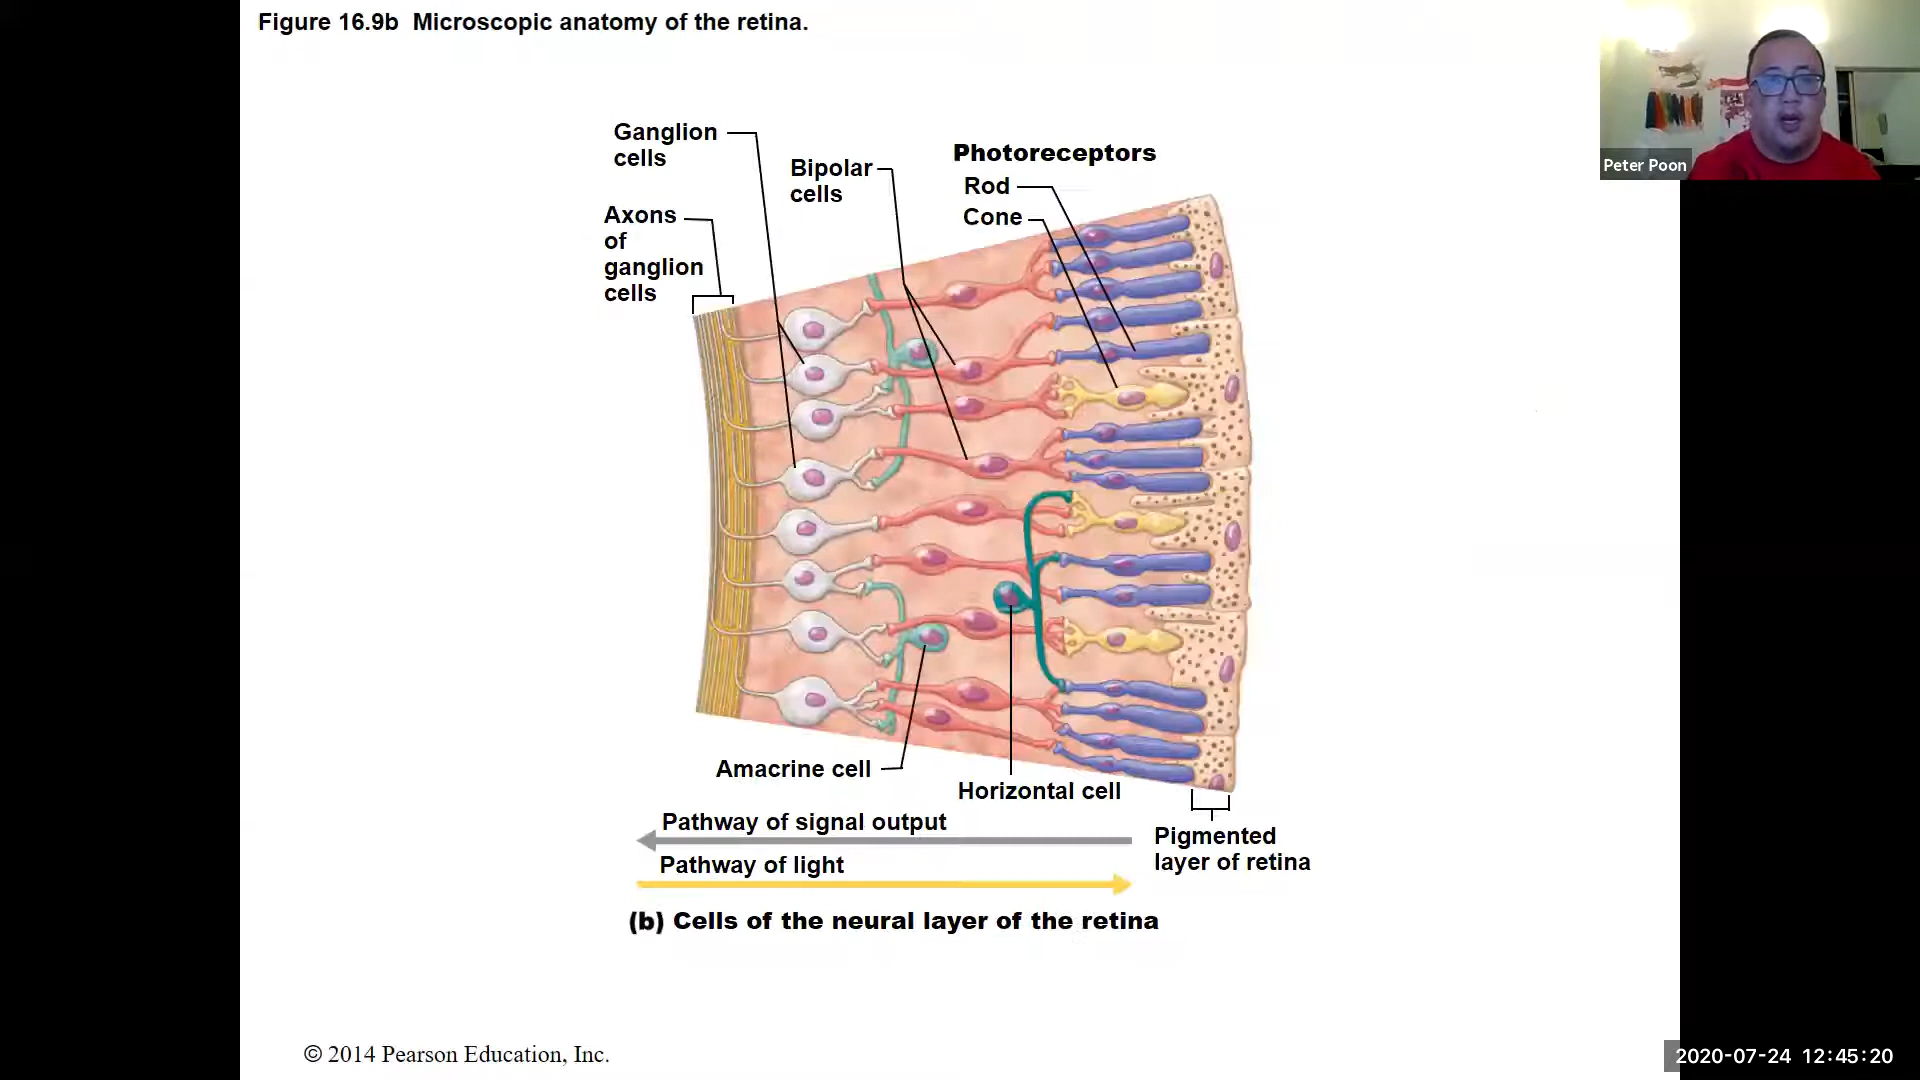 Figure 16.9b  Microscopic anatomy of the retina.
Peter Poon
Ganglion
cells
Bipolar
cells
Photoreceptors
Rod
Cone
Axons
of
ganglion
cells
Amacrine cell
Horizontal cell
Pathway of signal output
Pathway of light
Pigmented
layer of retina
(b) Cells of the neural layer of the retina
© 2014 Pearson Education, Inc.
2020-07-24 12:45:20